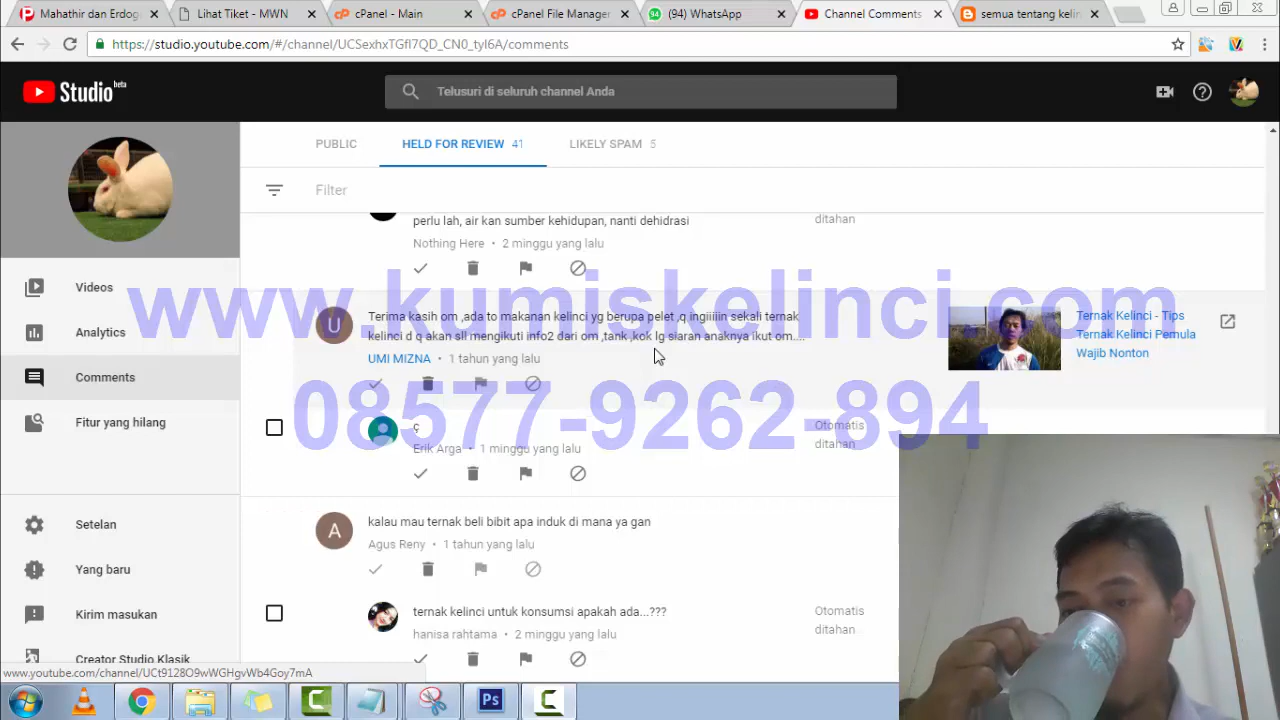 Mahathir dari Erdog
Lihat Tiket - MWN
cPanel - Main
cPanel File Manager
(94) WhatsApp
Channel Comments
semua tentang kelin
https://studio.youtube.com/#/channel/UCSexhxTGfI7QD_CN0_tyI6A/comments
Studio beta
Telusuri di seluruh channel Anda
PUBLIC
HELD FOR REVIEW 41
LIKELY SPAM 5
Filter
perlu lah, air kan sumber kehidupan, nanti dehidrasi
ditahan
Nothing Here • 2 minggu yang lalu
Videos
www.kumiskelinci.com
Terima kasih om ,ada to makanan kelinci yg berupa pelet ,q ingiiiiin sekali ternak
kelinci d q akan sll mengikuti info2 dari om ,tank ,kok lg siaran anaknya ikut om....
UMI MIZNA • 1 tahun yang lalu
Ternak Kelinci - Tips
Ternak Kelinci Pemula
Wajib Nonton
Analytics
Comments
08577-9262-894
Fitur yang hilang
ç
Erik Arga • 1 minggu yang lalu
Otomatis
ditahan
A
kalau mau ternak beli bibit apa induk di mana ya gan
Agus Reny • 1 tahun yang lalu
Setelan
Yang baru
Kirim masukan
Creator Studio Klasik
ternak kelinci untuk konsumsi apakah ada...???
hanisa rahtama • 2 minggu yang lalu
Otomatis
ditahan
www.youtube.com/channel/UCt9128O9wWGHgvWb4Goy7mA
Ps